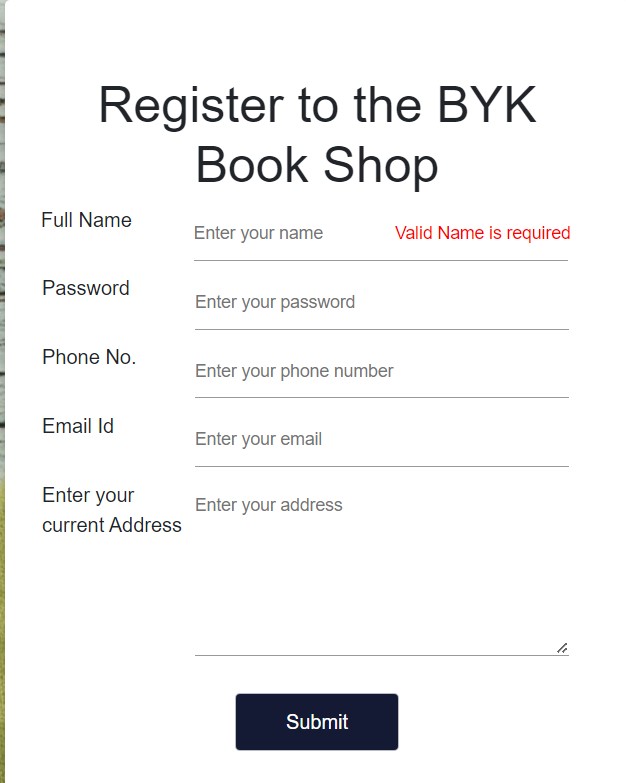 Register to the BYK
Book Shop
Full Name
Enter your name
Valid Name is required
Password
Enter your password
Phone No.
Enter your phone number
Email Id
Enter your email
Enter your
current Address
Enter your address
Submit